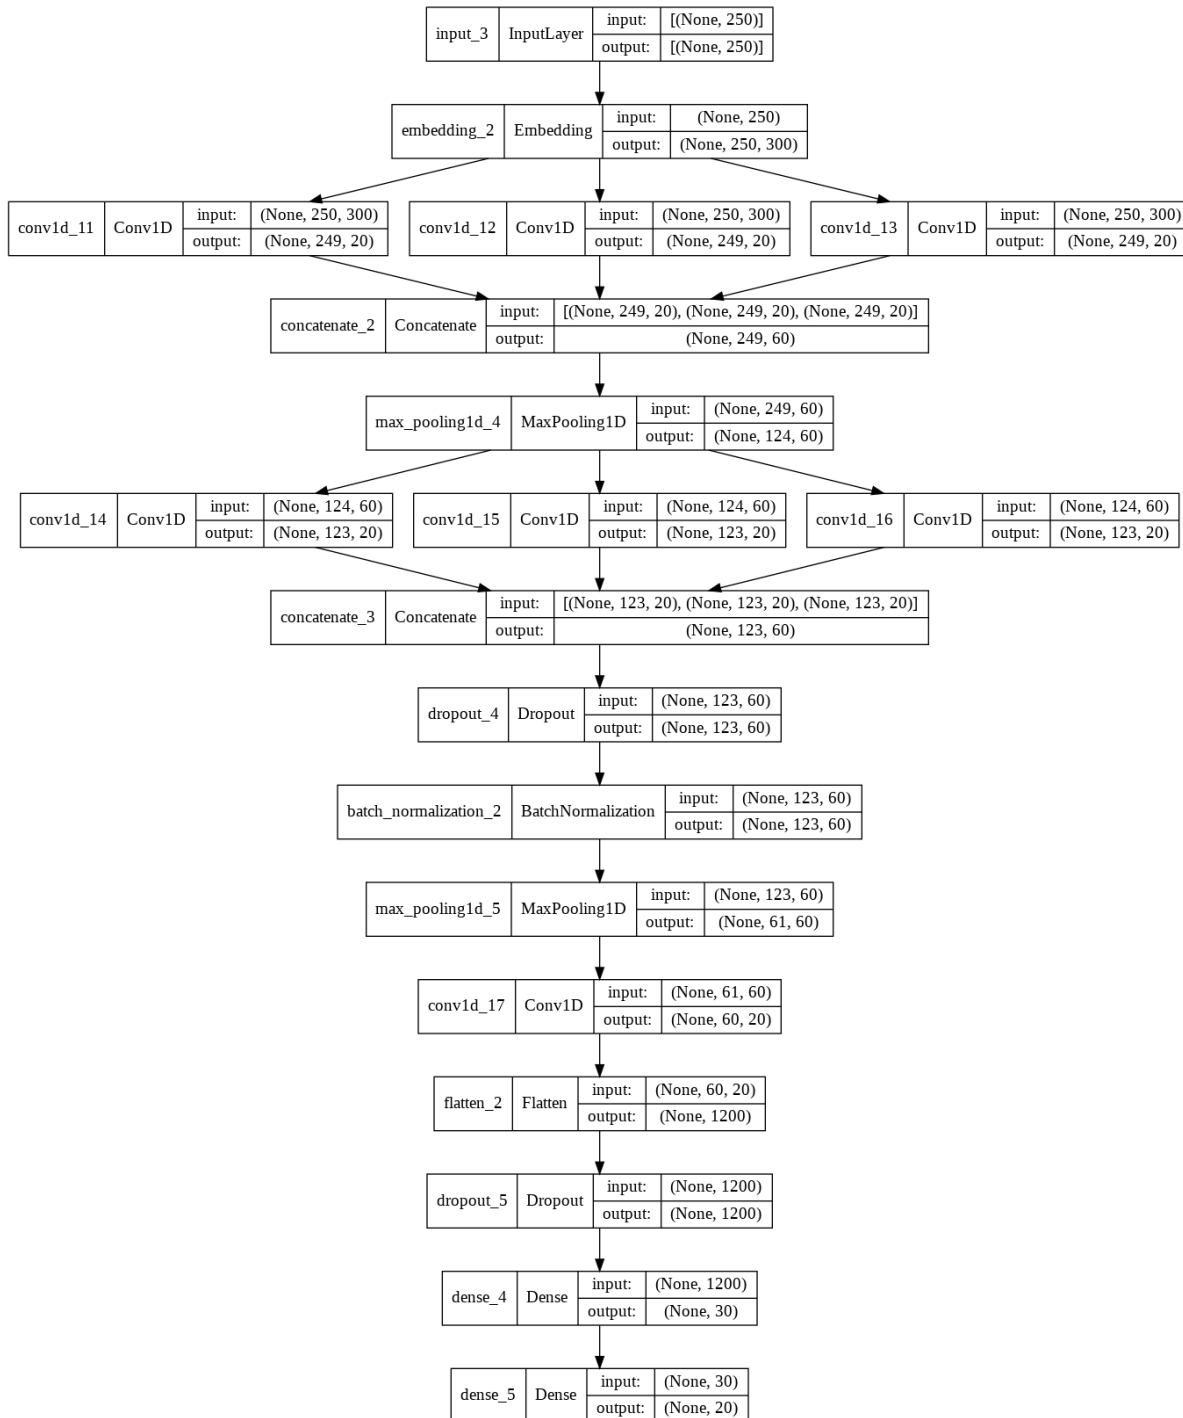 input_3 InputLayer input: [(None, 250)]
output: [(None, 250)]
embedding_2 Embedding input: (None, 250)
output: (None, 250, 300)
conv1d_11 Conv1D input: (None, 250, 300)
output: (None, 249, 20)
conv1d_12 Conv1D input: (None, 250, 300)
output: (None, 249, 20)
conv1d_13 Conv1D input: (None, 250, 300)
output: (None, 249, 20)
concatenate_2 Concatenate input: [(None, 249, 20), (None, 249, 20), (None, 249, 20)]
output: (None, 249, 60)
max_pooling1d_4 MaxPooling1D input: (None, 249, 60)
output: (None, 124, 60)
conv1d_14 Conv1D input: (None, 124, 60)
output: (None, 123, 20)
conv1d_15 Conv1D input: (None, 124, 60)
output: (None, 123, 20)
conv1d_16 Conv1D input: (None, 124, 60)
output: (None, 123, 20)
concatenate_3 Concatenate input: [(None, 123, 20), (None, 123, 20), (None, 123, 20)]
output: (None, 123, 60)
dropout_4 Dropout input: (None, 123, 60)
output: (None, 123, 60)
batch_normalization_2 BatchNormalization input: (None, 123, 60)
output: (None, 123, 60)
max_pooling1d_5 MaxPooling1D input: (None, 123, 60)
output: (None, 61, 60)
conv1d_17 Conv1D input: (None, 61, 60)
output: (None, 60, 20)
flatten_2 Flatten input: (None, 60, 20)
output: (None, 1200)
dropout_5 Dropout input: (None, 1200)
output: (None, 1200)
dense_4 Dense input: (None, 1200)
output: (None, 30)
dense_5 Dense input: (None, 30)
output: (None, 20)